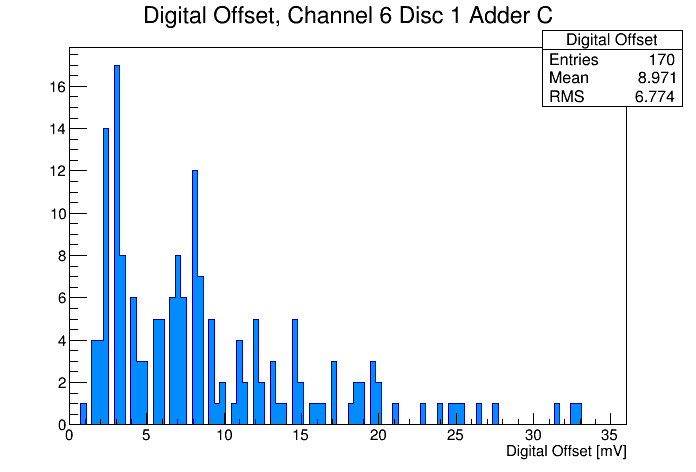 Digital Offset, Channel 6 Disc 1 Adder C
Digital Offset
Entries 170
Mean 8.971
RMS 6.774
16
14
12
10
8
6
4
2
0
0 5 10 15 20 25 30 35
Digital Offset [mV]